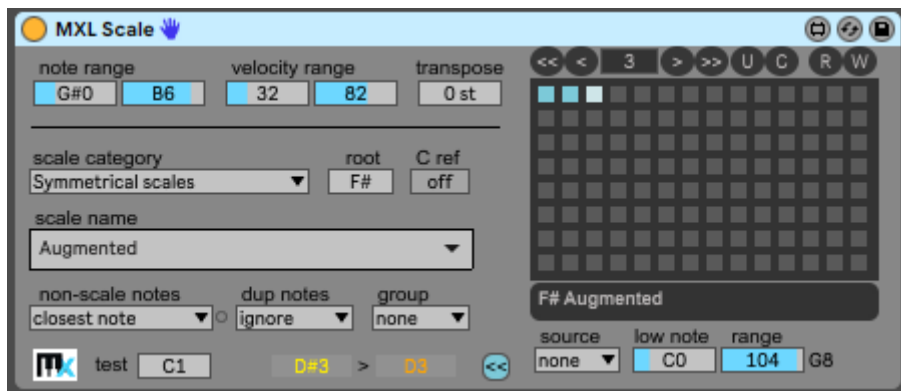 MXL Scale
note range velocity range transpose
G#0 B6 32 82 0 st
<< < 3 > >> U C R W
scale category root C ref
Symmetrical scales F# off
scale name
Augmented
non-scale notes dup notes group
closest note ignore none
test C1 D#3 > D3 <<
F# Augmented
source low note range
none C0 104 G8